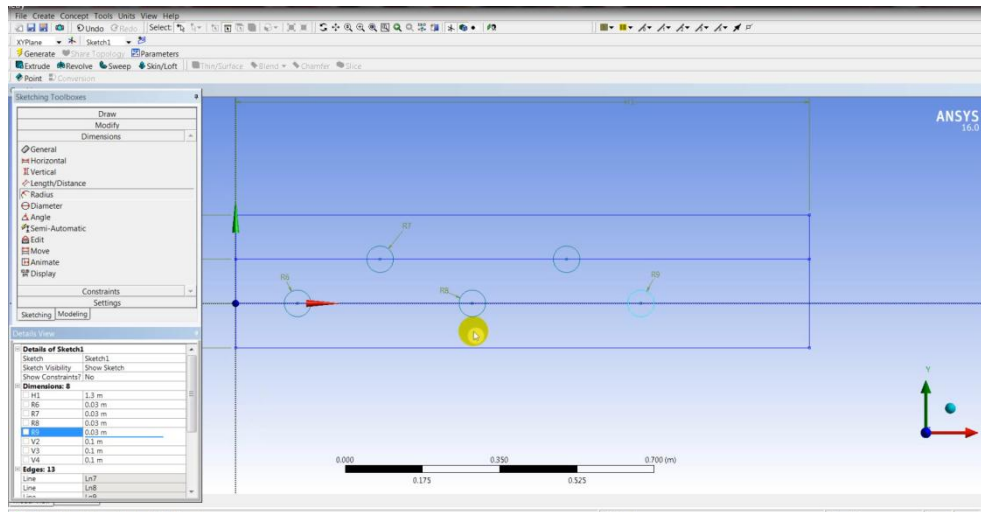 File Create Concept Tools Units View Help
Undo Redo Select:
XYPlane Sketch1
Generate Share Topology Parameters
Extrude Revolve Sweep Skin/Loft Thin/Surface Blend Chamfer Slice
Point Conversion
Sketching Toolboxes
Draw
Modify
Dimensions
General
Horizontal
Vertical
Length/Distance
Radius
Diameter
Angle
Semi-Automatic
Edit
Move
Animate
Display
Constraints
Settings
Sketching Modeling
Details View
Details of Sketch1
Sketch Sketch1
Sketch Visibility Show Sketch
Show Constraints? No
Dimensions: 8
H1 1.3 m
R6 0.03 m
R7 0.03 m
R8 0.03 m
R9 0.03 m
V2 0.1 m
V3 0.1 m
V4 0.1 m
Edges: 13
Line Ln7
Line Ln8
Line Ln9
ANSYS
16.0
R7
R6
R8
R9
Y
0.000 0.350 0.700 (m)
0.175 0.525